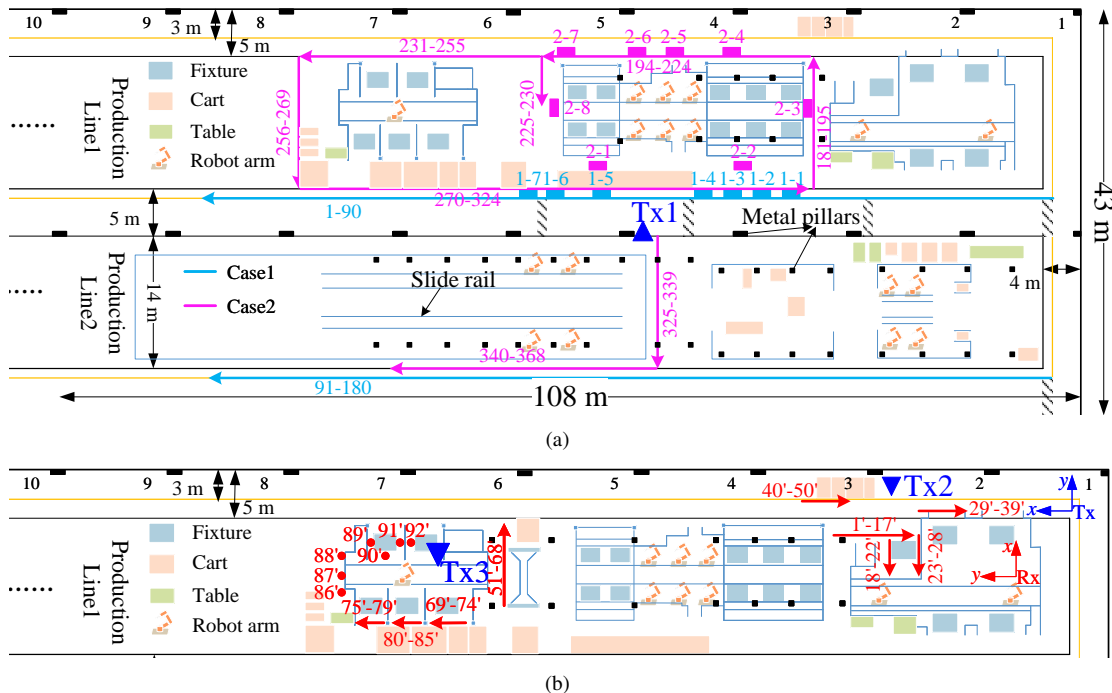 10 9 8 7 6 5 4 3 2 1
3 m
5 m
231-255
2-7 2-6 2-5 2-4
194-224
Production
Line1
Fixture
Cart
Table
Robot arm
256-269
225-230
2-8
2-3
181-195
2-1
2-2
1-7 1-6 1-5 1-4 1-3 1-2 1-1
270-324
1-90
5 m
Tx1
Metal pillars
43 m
Production
Line2
14 m
Case1
Case2
Slide rail
325-339
4 m
340-368
91-180
108 m
(a)
10 9 8 7 6 5 4 3 2 1
3 m
5 m
40'-50'
Tx2
29'-39'
y
x
Tx
Production
Line1
Fixture
Cart
Table
Robot arm
89' 91' 92'
88' 90'
87'
86'
Tx3
51'-68'
1'-17'
18'-22'
23'-28'
x
y
Rx
75'-79' 69'-74'
80'-85'
(b)